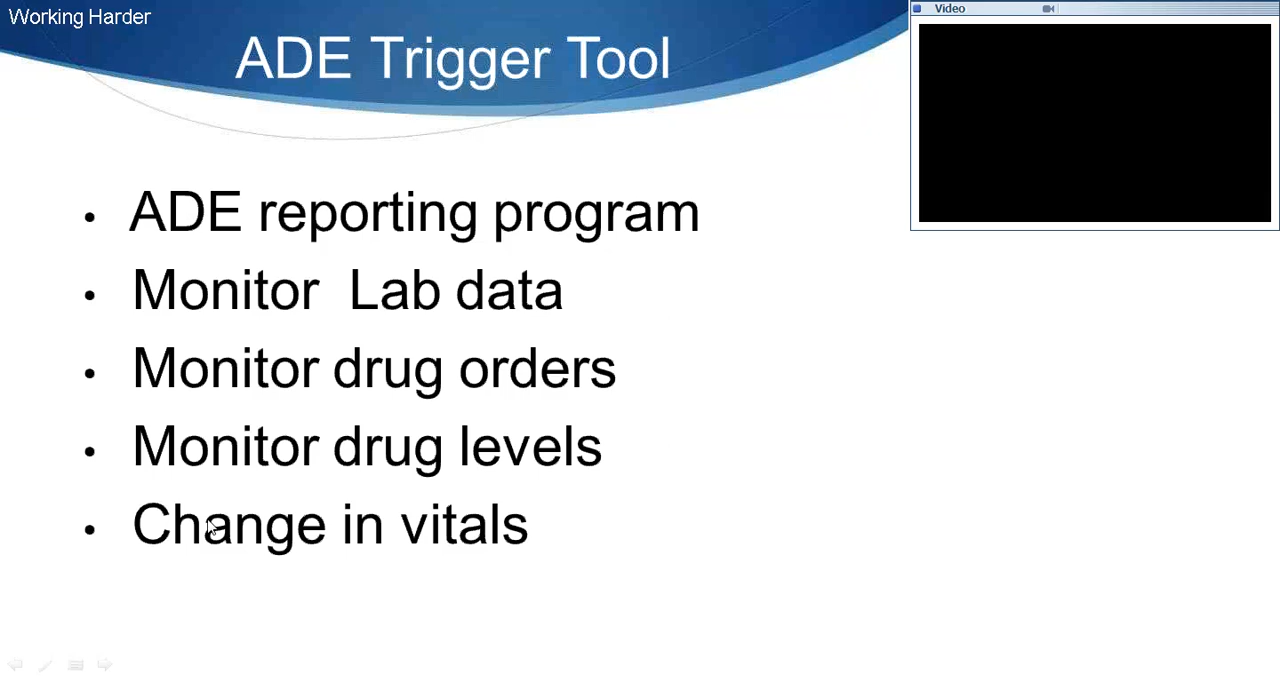 Working Harder
Video
ADE Trigger Tool
• ADE reporting program
• Monitor  Lab data
• Monitor drug orders
• Monitor drug levels
• Change in vitals